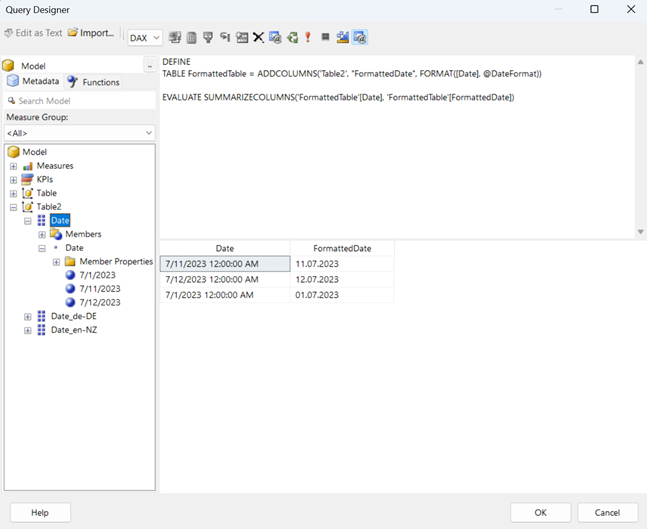 Query Designer
Edit as Text
Import...
DAX
Model
..
Metadata
Functions
Search Model
Measure Group:
<All>
Model
Measures
KPIs
Table
Table2
Date
Members
Date
Member Properties
7/1/2023
7/11/2023
7/12/2023
Date_de-DE
Date_en-NZ
DEFINE
TABLE FormattedTable = ADDCOLUMNS('Table2', "FormattedDate", FORMAT([Date], @DateFormat))
EVALUATE SUMMARIZECOLUMNS('FormattedTable'[Date], 'FormattedTable'[FormattedDate])
Date FormattedDate
7/11/2023 12:00:00 AM 11.07.2023
7/12/2023 12:00:00 AM 12.07.2023
7/1/2023 12:00:00 AM 01.07.2023
Help
OK
Cancel